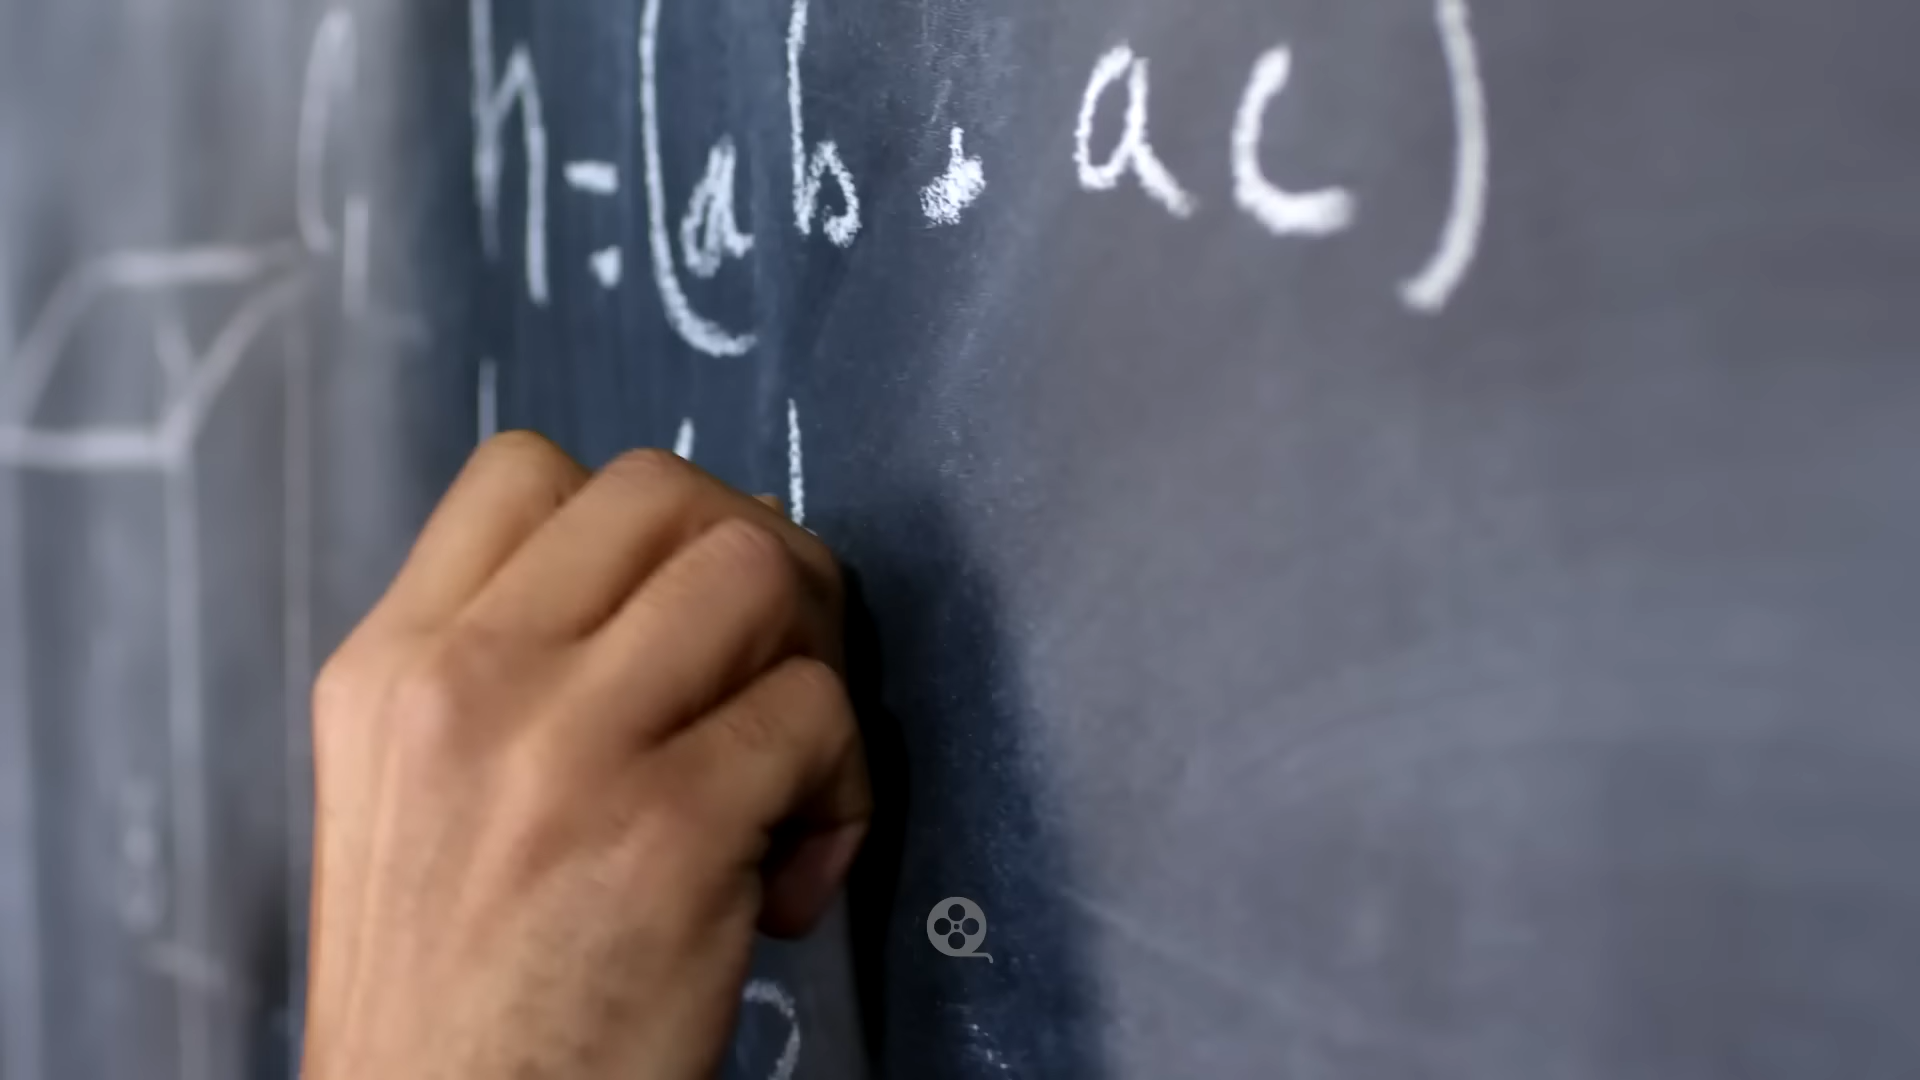 h = (ab · ac)